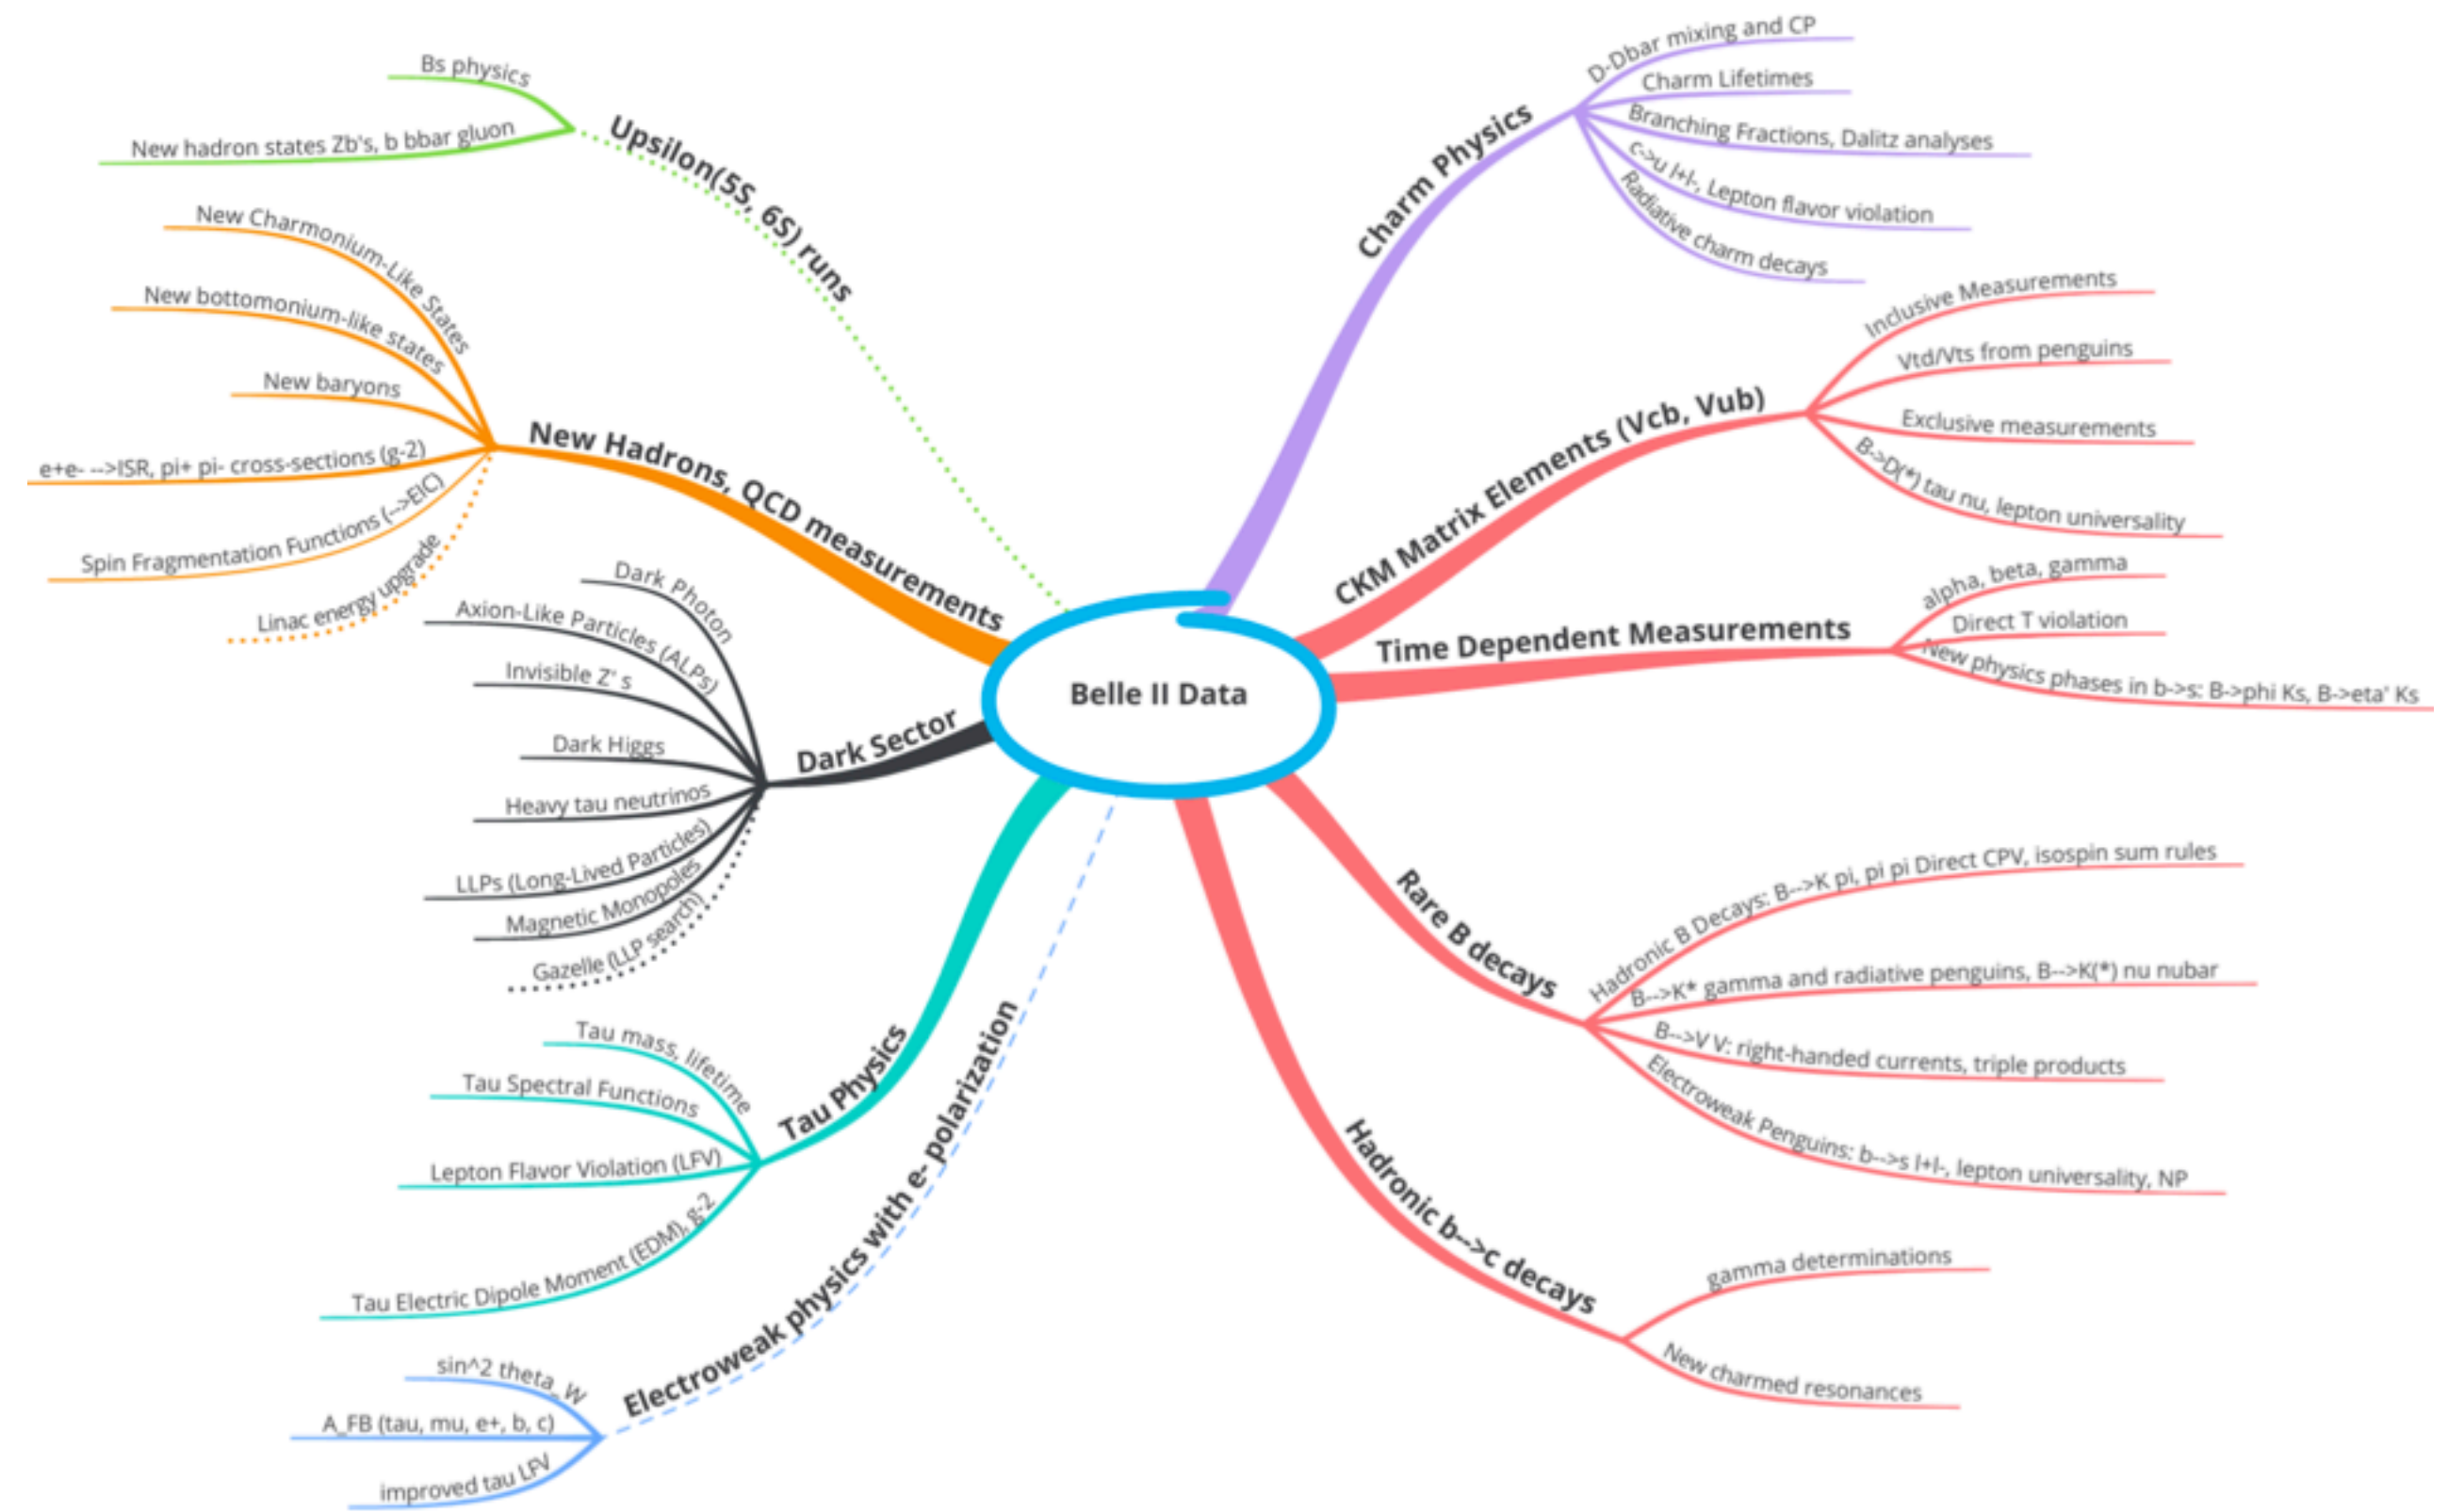 Belle II Data
Charm Physics
D-Dbar mixing and CP
Charm Lifetimes
Branching Fractions, Dalitz analyses
c->u l+l-, Lepton flavor violation
Radiative charm decays
CKM Matrix Elements (Vcb, Vub)
Inclusive Measurements
Vtd/Vts from penguins
Exclusive measurements
B->D(*) tau nu, lepton universality
Time Dependent Measurements
alpha, beta, gamma
Direct T violation
New physics phases in b->s: B->phi Ks, B->eta' Ks
Rare B decays
Hadronic B Decays: B-->K pi, pi pi Direct CPV, isospin sum rules
B-->K* gamma and radiative penguins, B-->K(*) nu nubar
B-->V V: right-handed currents, triple products
Electroweak Penguins: b-->s l+l-, lepton universality, NP
Hadronic b-->c decays
gamma determinations
New charmed resonances
Upsilon(5S, 6S) runs
Bs physics
New hadron states Zb's, b bbar gluon
New Hadrons, QCD measurements
New Charmonium-Like States
New bottomonium-like states
New baryons
e+e- -->ISR, pi+ pi- cross-sections (g-2)
Spin Fragmentation Functions (-->EIC)
Linac energy upgrade
Dark Sector
Dark Photon
Axion-Like Particles (ALPs)
Invisible Z' s
Dark Higgs
Heavy tau neutrinos
LLPs (Long-Lived Particles)
Magnetic Monopoles
Gazelle (LLP search)
Tau Physics
Tau mass, lifetime
Tau Spectral Functions
Lepton Flavor Violation (LFV)
Tau Electric Dipole Moment (EDM), g-2
Electroweak physics with e- polarization
sin^2 theta_W
A_FB (tau, mu, e+, b, c)
improved tau LFV